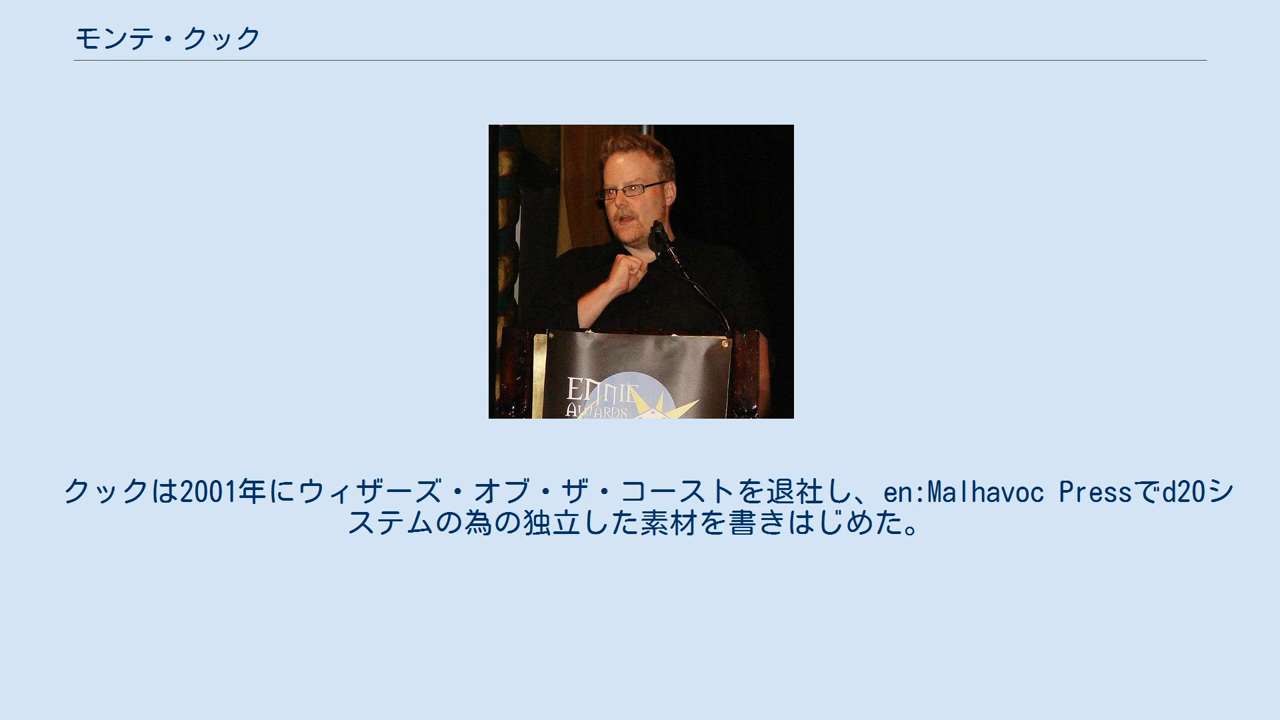 モンテ・クック
ENNIE
AWARDS
クックは2001年にウィザーズ・オブ・ザ・コーストを退社し、en:Malhavoc Pressでd20シ
ステムの為の独立した素材を書きはじめた。